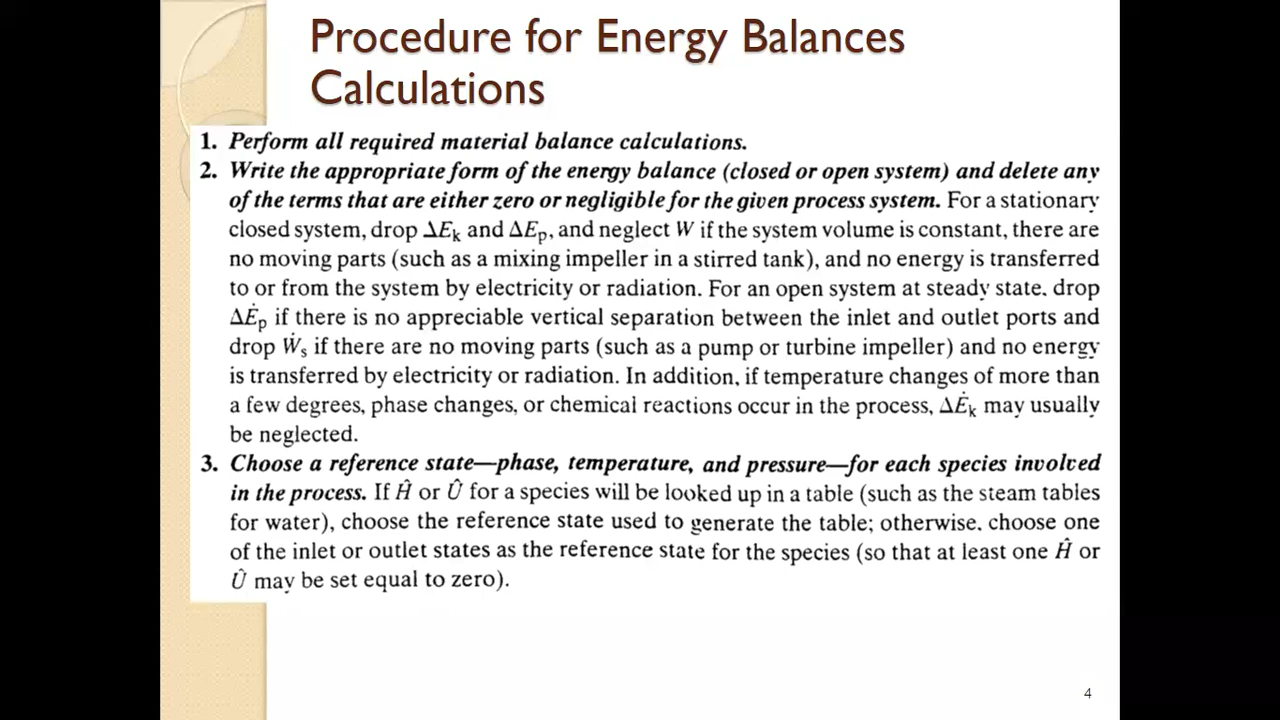 Procedure for Energy Balances
Calculations
1. Perform all required material balance calculations.
2. Write the appropriate form of the energy balance (closed or open system) and delete any
of the terms that are either zero or negligible for the given process system. For a stationary
closed system, drop ΔEk and ΔEp, and neglect W if the system volume is constant, there are
no moving parts (such as a mixing impeller in a stirred tank), and no energy is transferred
to or from the system by electricity or radiation. For an open system at steady state, drop
ΔĖp if there is no appreciable vertical separation between the inlet and outlet ports and
drop Ẇs if there are no moving parts (such as a pump or turbine impeller) and no energy
is transferred by electricity or radiation. In addition, if temperature changes of more than
a few degrees, phase changes, or chemical reactions occur in the process, ΔĖk may usually
be neglected.
3. Choose a reference state—phase, temperature, and pressure—for each species involved
in the process. If Ĥ or Û for a species will be looked up in a table (such as the steam tables
for water), choose the reference state used to generate the table; otherwise, choose one
of the inlet or outlet states as the reference state for the species (so that at least one Ĥ or
Û may be set equal to zero).
4